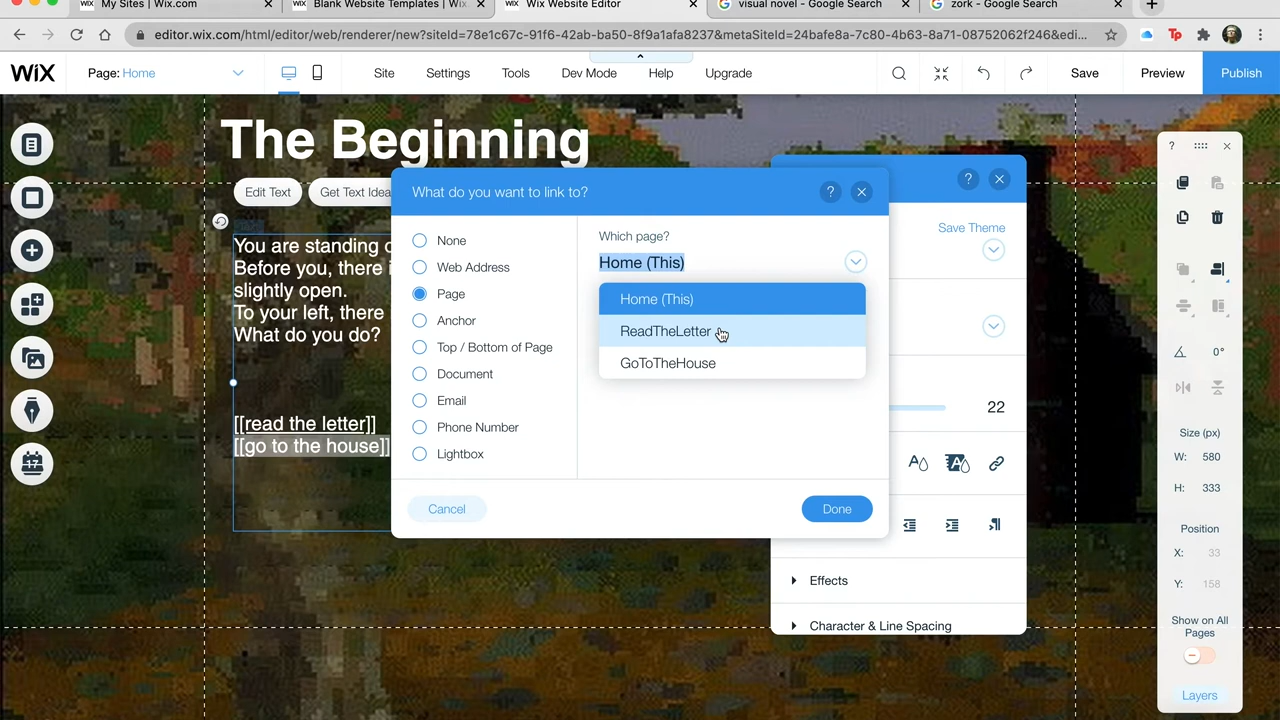 My Sites | Wix.com
Blank Website Templates | Wix
Wix Website Editor
visual novel - Google Search
zork - Google Search
editor.wix.com/html/editor/web/renderer/new?siteId=78e1c67c-91f6-42ab-ba50-8f9a1afa8237&metaSiteId=24bafe8a-7c80-4b63-8a71-08752062f246&edi...
WiX
Page: Home
Site
Settings
Tools
Dev Mode
Help
Upgrade
Save
Preview
Publish
The Beginning
Edit Text
Get Text Idea
You are standing
Before you, there
slightly open.
To your left, there
What do you do?
[[read the letter]]
[[go to the house]]
What do you want to link to?
?
None
Web Address
Page
Anchor
Top / Bottom of Page
Document
Email
Phone Number
Lightbox
Which page?
Home (This)
Home (This)
ReadTheLetter
GoToTheHouse
Cancel
Done
?
Save Theme
22
Effects
Character & Line Spacing
?
0°
Size (px)
W: 580
H: 333
Position
X: 33
Y: 158
Show on All
Pages
Layers
17